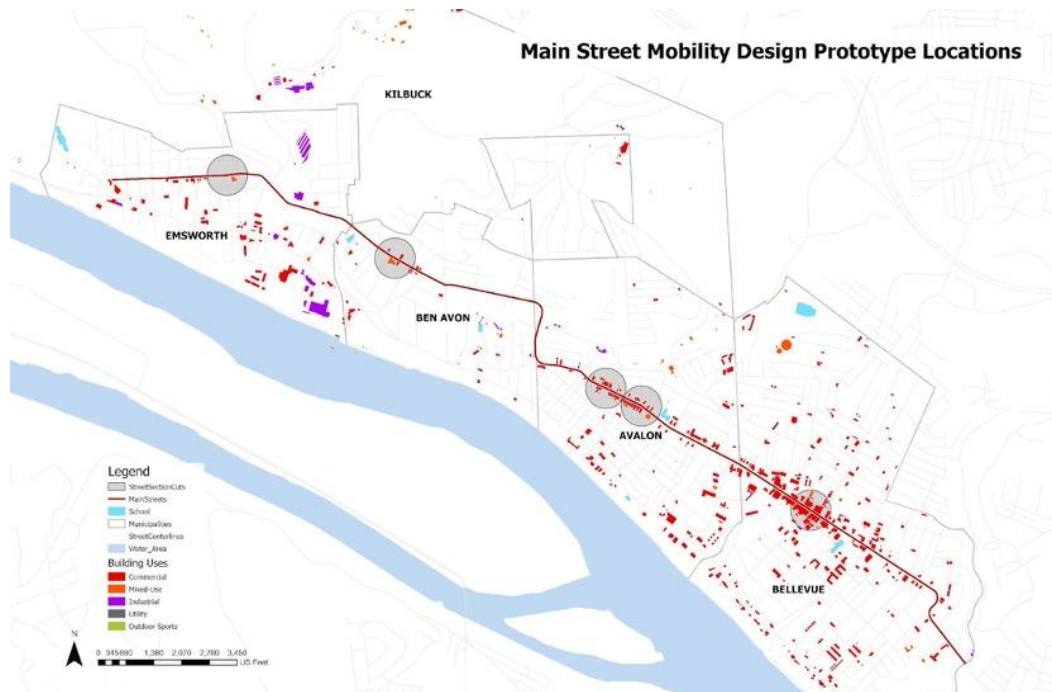 Main Street Mobility Design Prototype Locations
KILBUCK
EMSWORTH
BEN AVON
AVALON
BELLEVUE
Legend
StreetSectionCuts
MainStreets
School
Municipalities
StreetCenterlines
Water_Area
Building Uses
Commercial
Mixed-Use
Industrial
Utility
Outdoor Sports
N
0 345690 1,380 2,070 2,760 3,450
US Feet